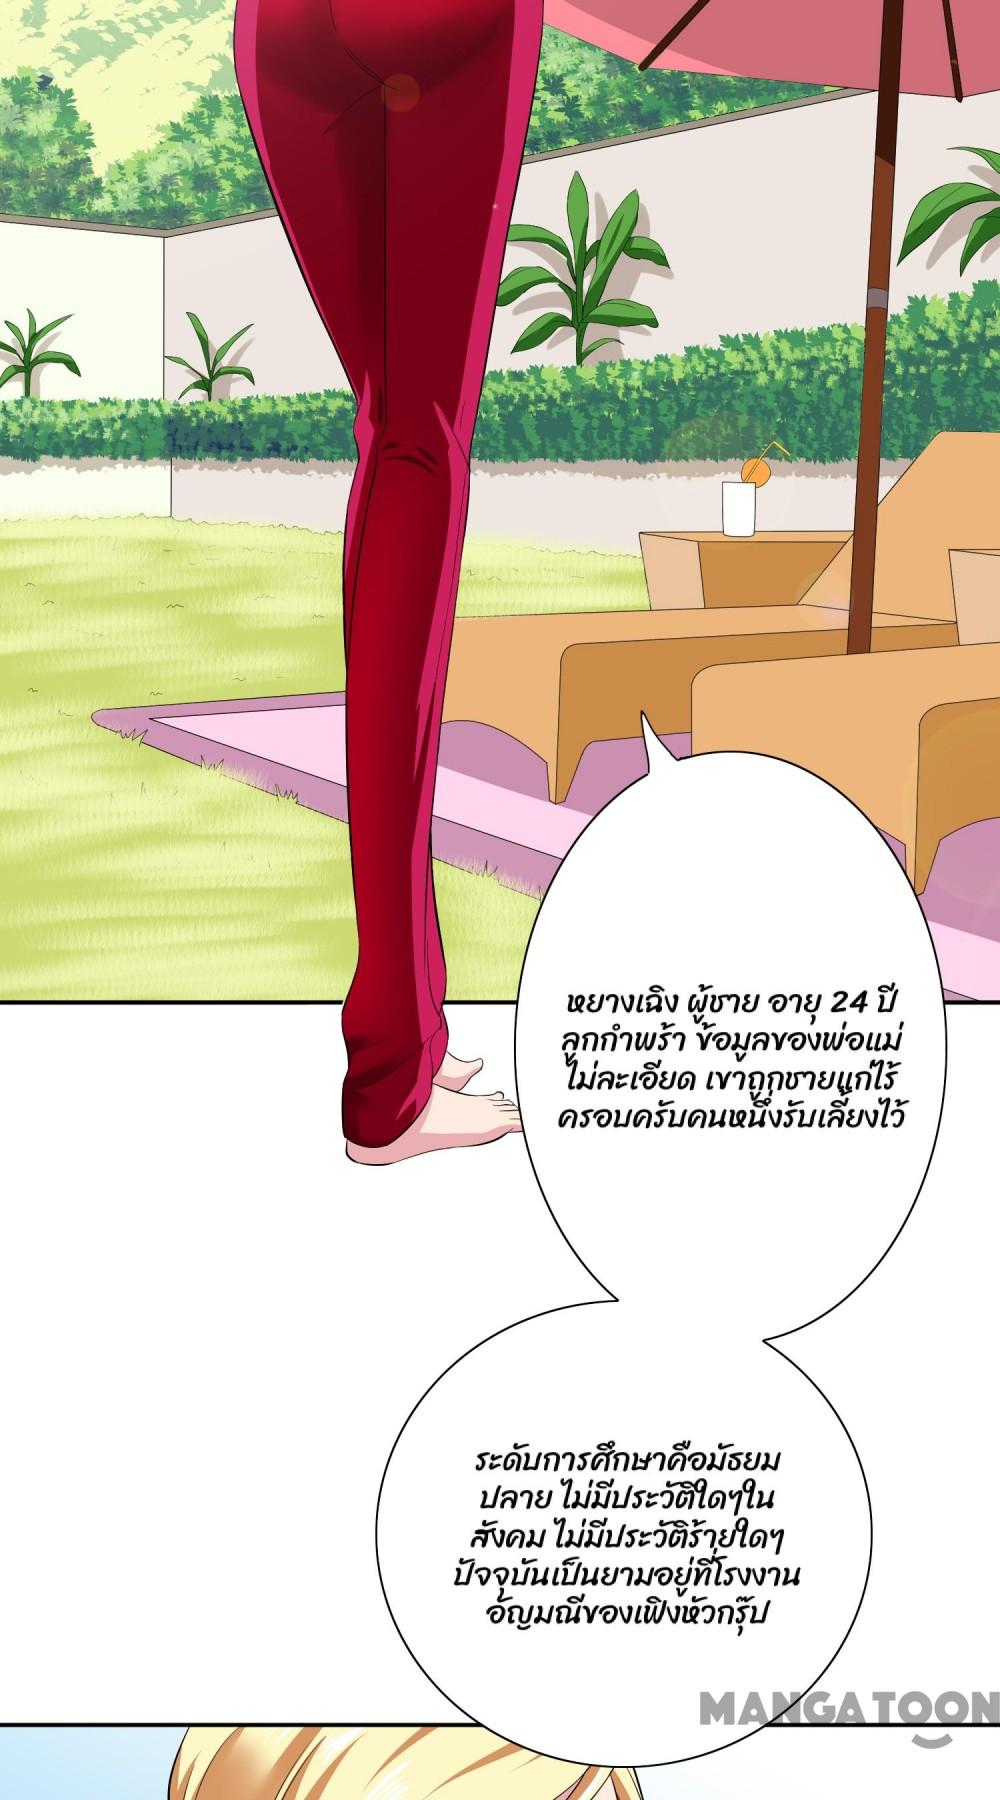 หยางเฉิง ผู้ชาย อายุ 24 ปี
ลูกกำพร้า ข้อมูลของพ่อแม่
ไม่ละเอียด เขาถูกชายแก่ไร้
ครอบครับคนหนึ่งรับเลี้ยงไว้
ระดับการศึกษาคือมัธยม
ปลาย ไม่มีประวัติใดๆใน
สังคม ไม่มีประวัติร้ายใดๆ
ปัจจุบันเป็นยามอยู่ที่โรงงาน
อัญมณีของเฟิงหัวกรุ๊ป
MANGATOON